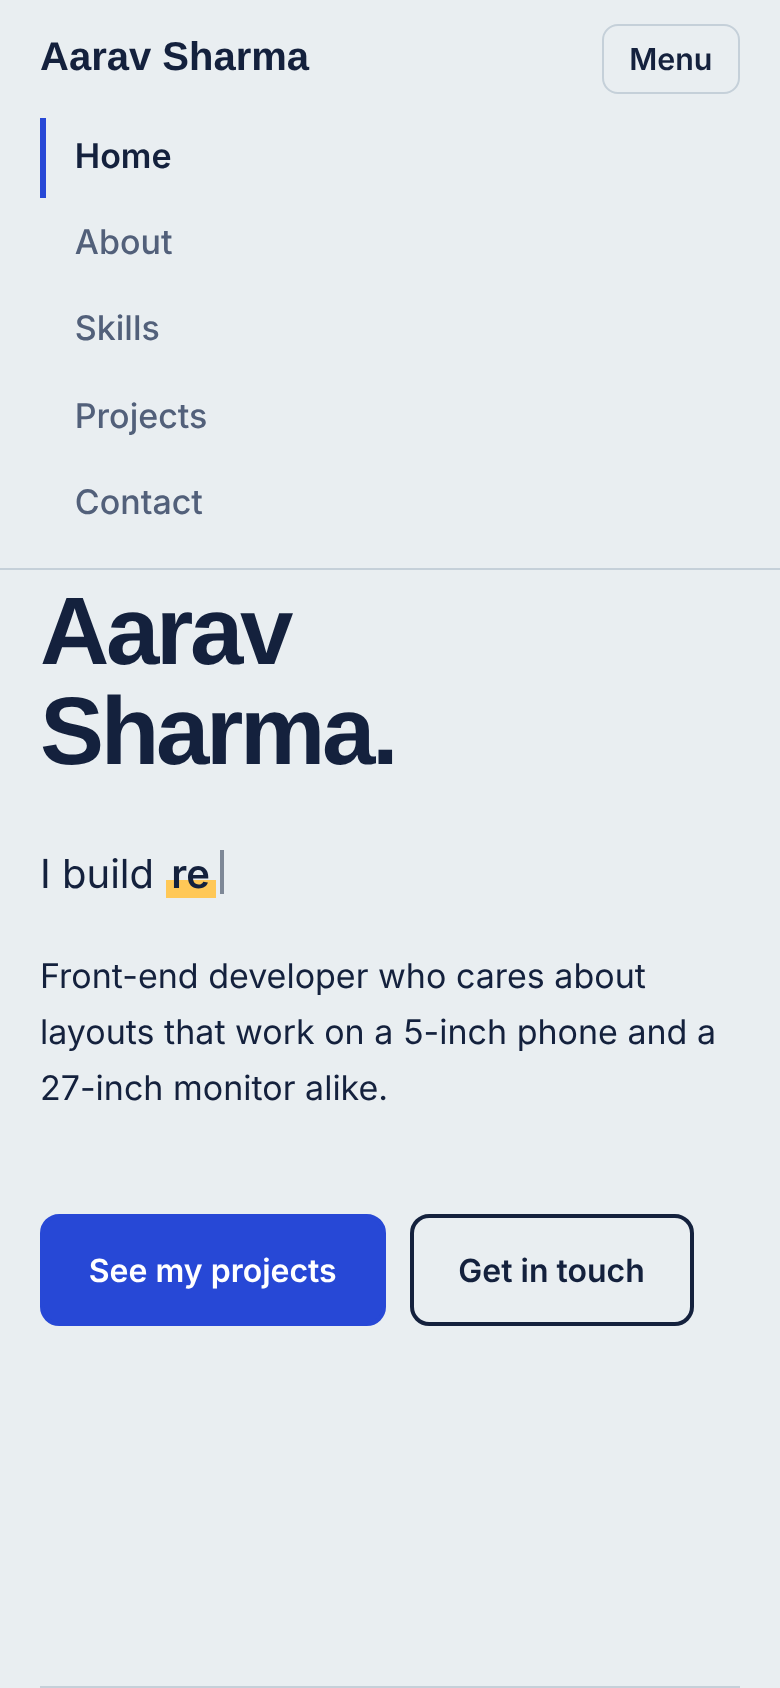 Aarav Sharma
Menu
Home
About
Skills
Projects
Contact
Aarav
Sharma.
I build re
Front-end developer who cares about
layouts that work on a 5-inch phone and a
27-inch monitor alike.
See my projects
Get in touch